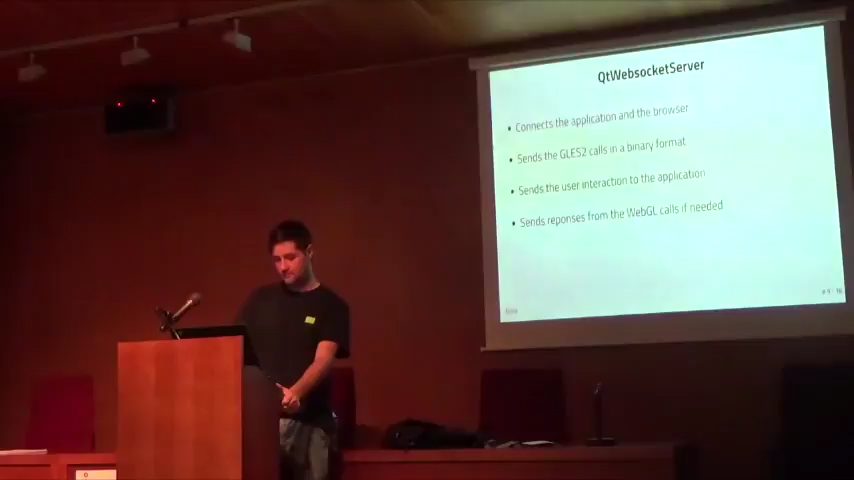 QtWebsocketServer
• Connects the application and the browser
• Sends the GLES2 calls in a binary format
• Sends the user interaction to the application
• Sends reponses from the WebGL calls if needed